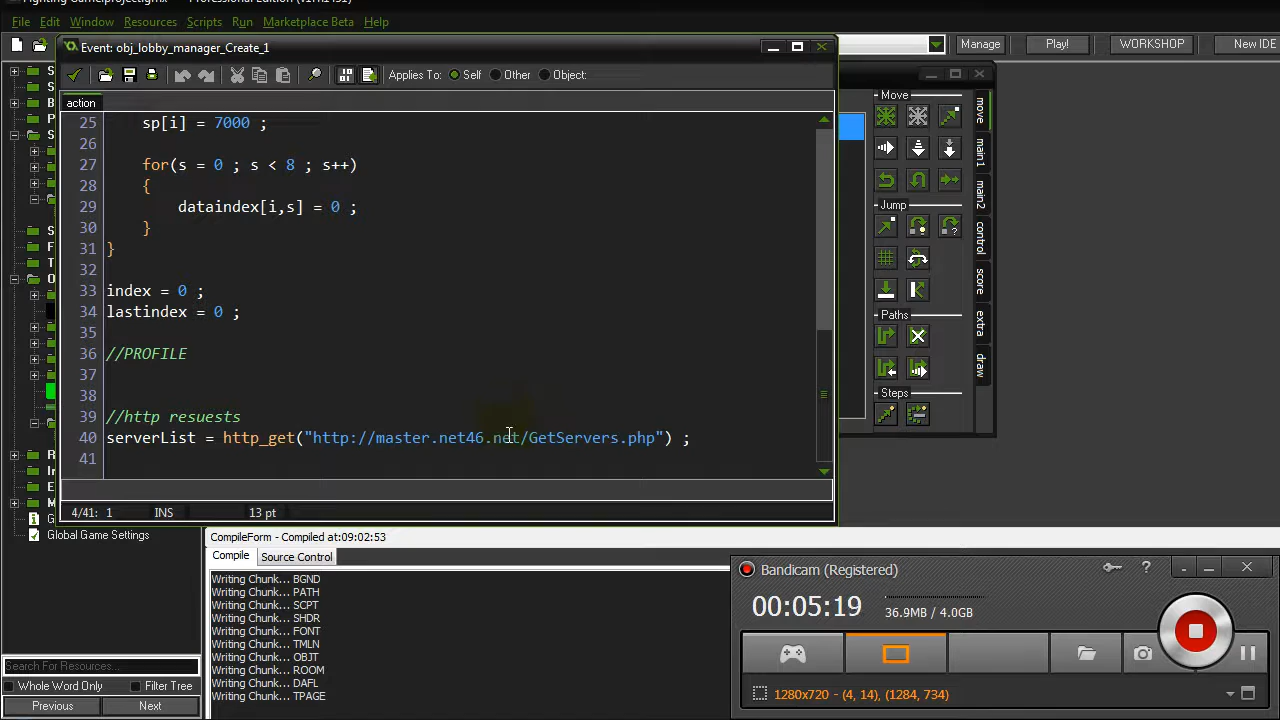 File Edit Window Resources Scripts Run Marketplace Beta Help
Manage Play! WORKSHOP New IDE
Event: obj_lobby_manager_Create_1
Applies To: Self Other Object:
action
25 sp[i] = 7000 ;
26
27 for(s = 0 ; s < 8 ; s++)
28 {
29 dataindex[i,s] = 0 ;
30 }
31 }
32
33 index = 0 ;
34 lastindex = 0 ;
35
36 //PROFILE
37
38
39 //http resuests
40 serverList = http_get("http://master.net46.net/GetServers.php") ;
41
4/41: 1 INS 13 pt
Move
Jump
Paths
Steps
move
main1
main2
control
score
extra
draw
Global Game Settings
Search For Resources...
Whole Word Only Filter Tree
Previous Next
CompileForm - Compiled at:09:02:53
Compile Source Control
Writing Chunk... BGND
Writing Chunk... PATH
Writing Chunk... SCPT
Writing Chunk... SHDR
Writing Chunk... FONT
Writing Chunk... TMLN
Writing Chunk... OBJT
Writing Chunk... ROOM
Writing Chunk... DAFL
Writing Chunk... TPAGE
Bandicam (Registered)
00:05:19
36.9MB / 4.0GB
1280x720 - (4, 14), (1284, 734)